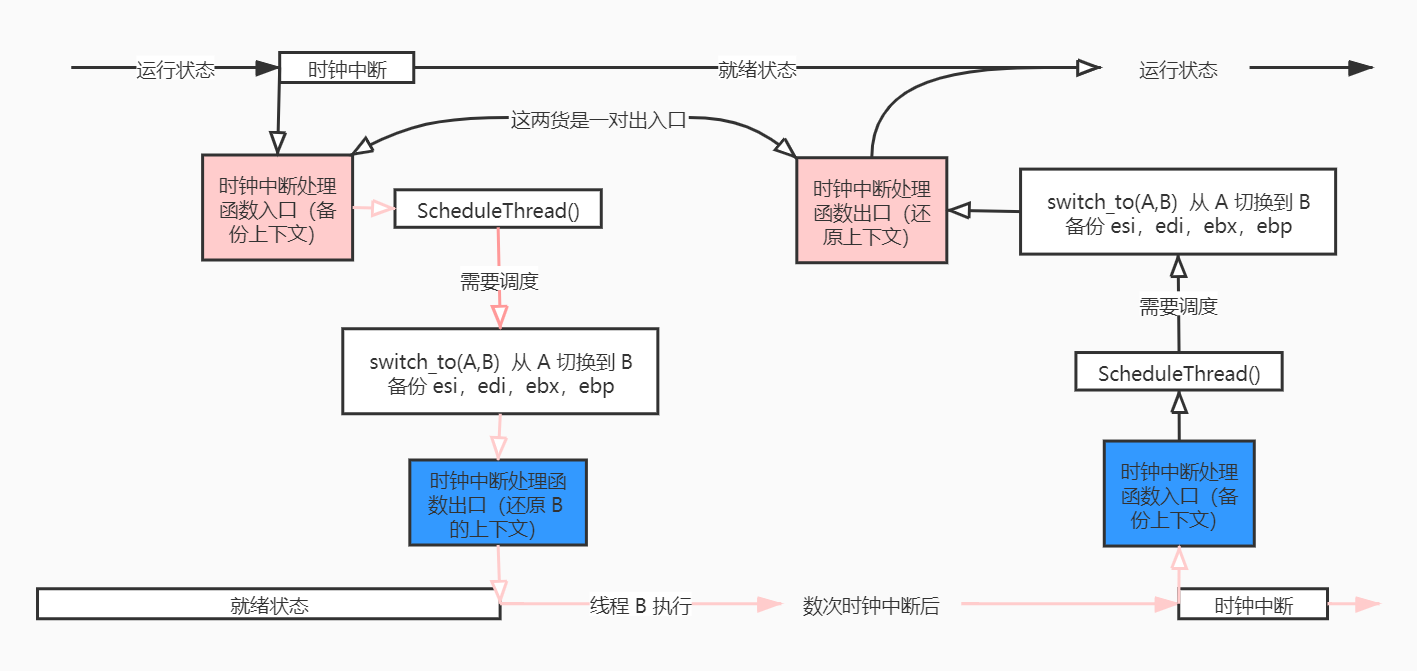 运行状态
时钟中断
就绪状态
运行状态
这两货是一对出入口
时钟中断处理
函数入口（备
份上下文）
ScheduleThread()
时钟中断处理
函数出口（还
原上下文）
switch_to(A,B)  从 A 切换到 B
备份 esi，edi，ebx，ebp
需要调度
需要调度
switch_to(A,B)  从 A 切换到 B
备份 esi，edi，ebx，ebp
ScheduleThread()
时钟中断处理函
数出口（还原 B
的上下文）
时钟中断处理
函数入口（备
份上下文）
就绪状态
线程 B 执行
数次时钟中断后
时钟中断